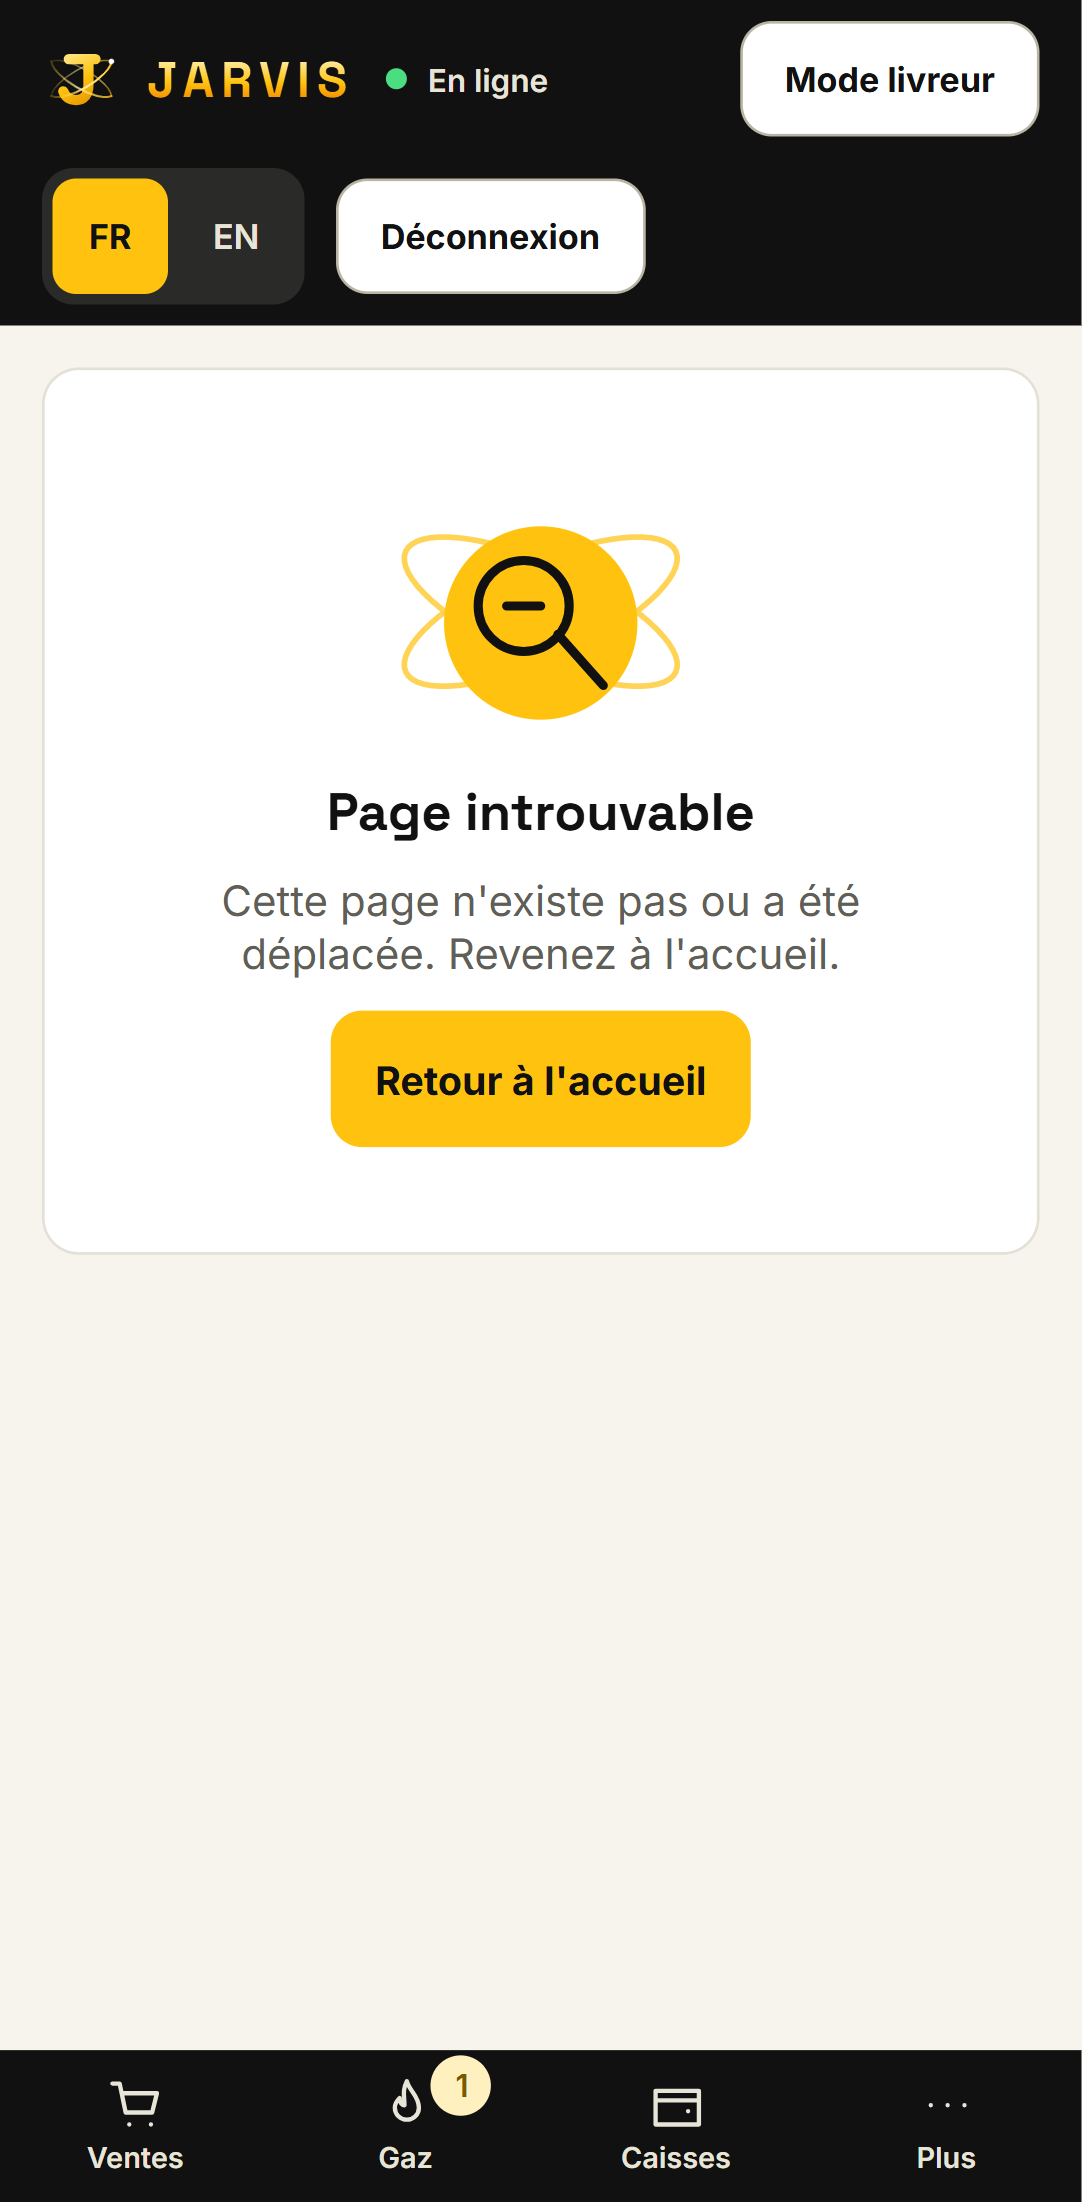 JARVIS
En ligne
Mode livreur
FR
EN
Déconnexion
Page introuvable
Cette page n'existe pas ou a été
déplacée. Revenez à l'accueil.
Retour à l'accueil
1
Ventes
Gaz
Caisses
Plus